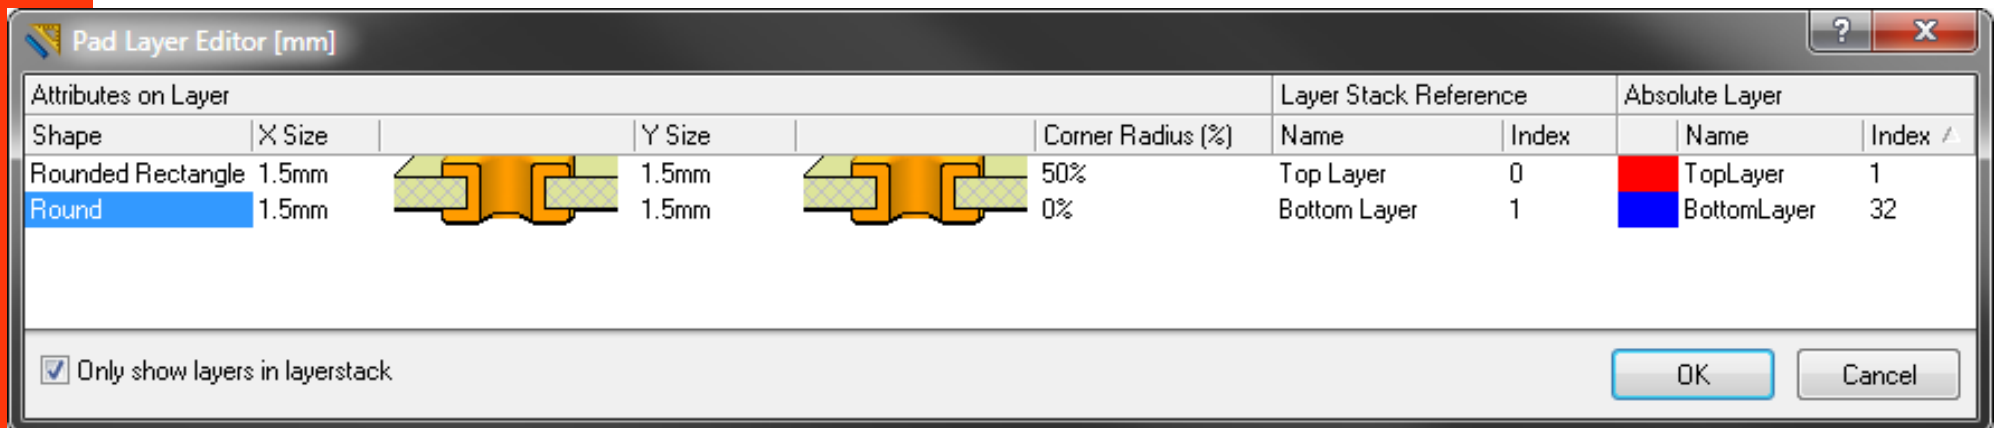 Pad Layer Editor [mm]
?
Attributes on Layer Layer Stack Reference Absolute Layer
Shape X Size Y Size Corner Radius (%) Name Index Name Index
Rounded Rectangle 1.5mm 1.5mm 50% Top Layer 0 TopLayer 1
Round 1.5mm 1.5mm 0% Bottom Layer 1 BottomLayer 32
Only show layers in layerstack
OK Cancel